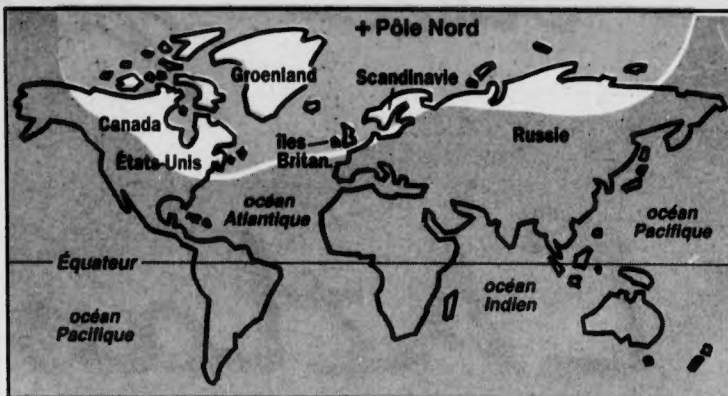 + Pôle Nord
Groenland
Scandinavie
Canada
îles
Britan.
Russie
États-Unis
océan
Atlantique
océan
Pacifique
Équateur
océan
Indien
océan
Pacifique